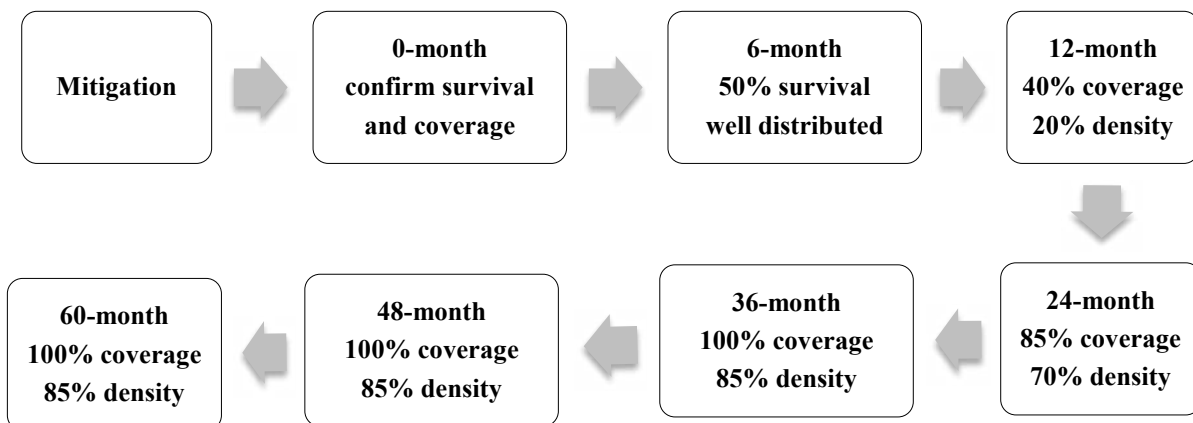 Mitigation
0-month
confirm survival
and coverage
6-month
50% survival
well distributed
12-month
40% coverage
20% density
24-month
85% coverage
70% density
36-month
100% coverage
85% density
48-month
100% coverage
85% density
60-month
100% coverage
85% density